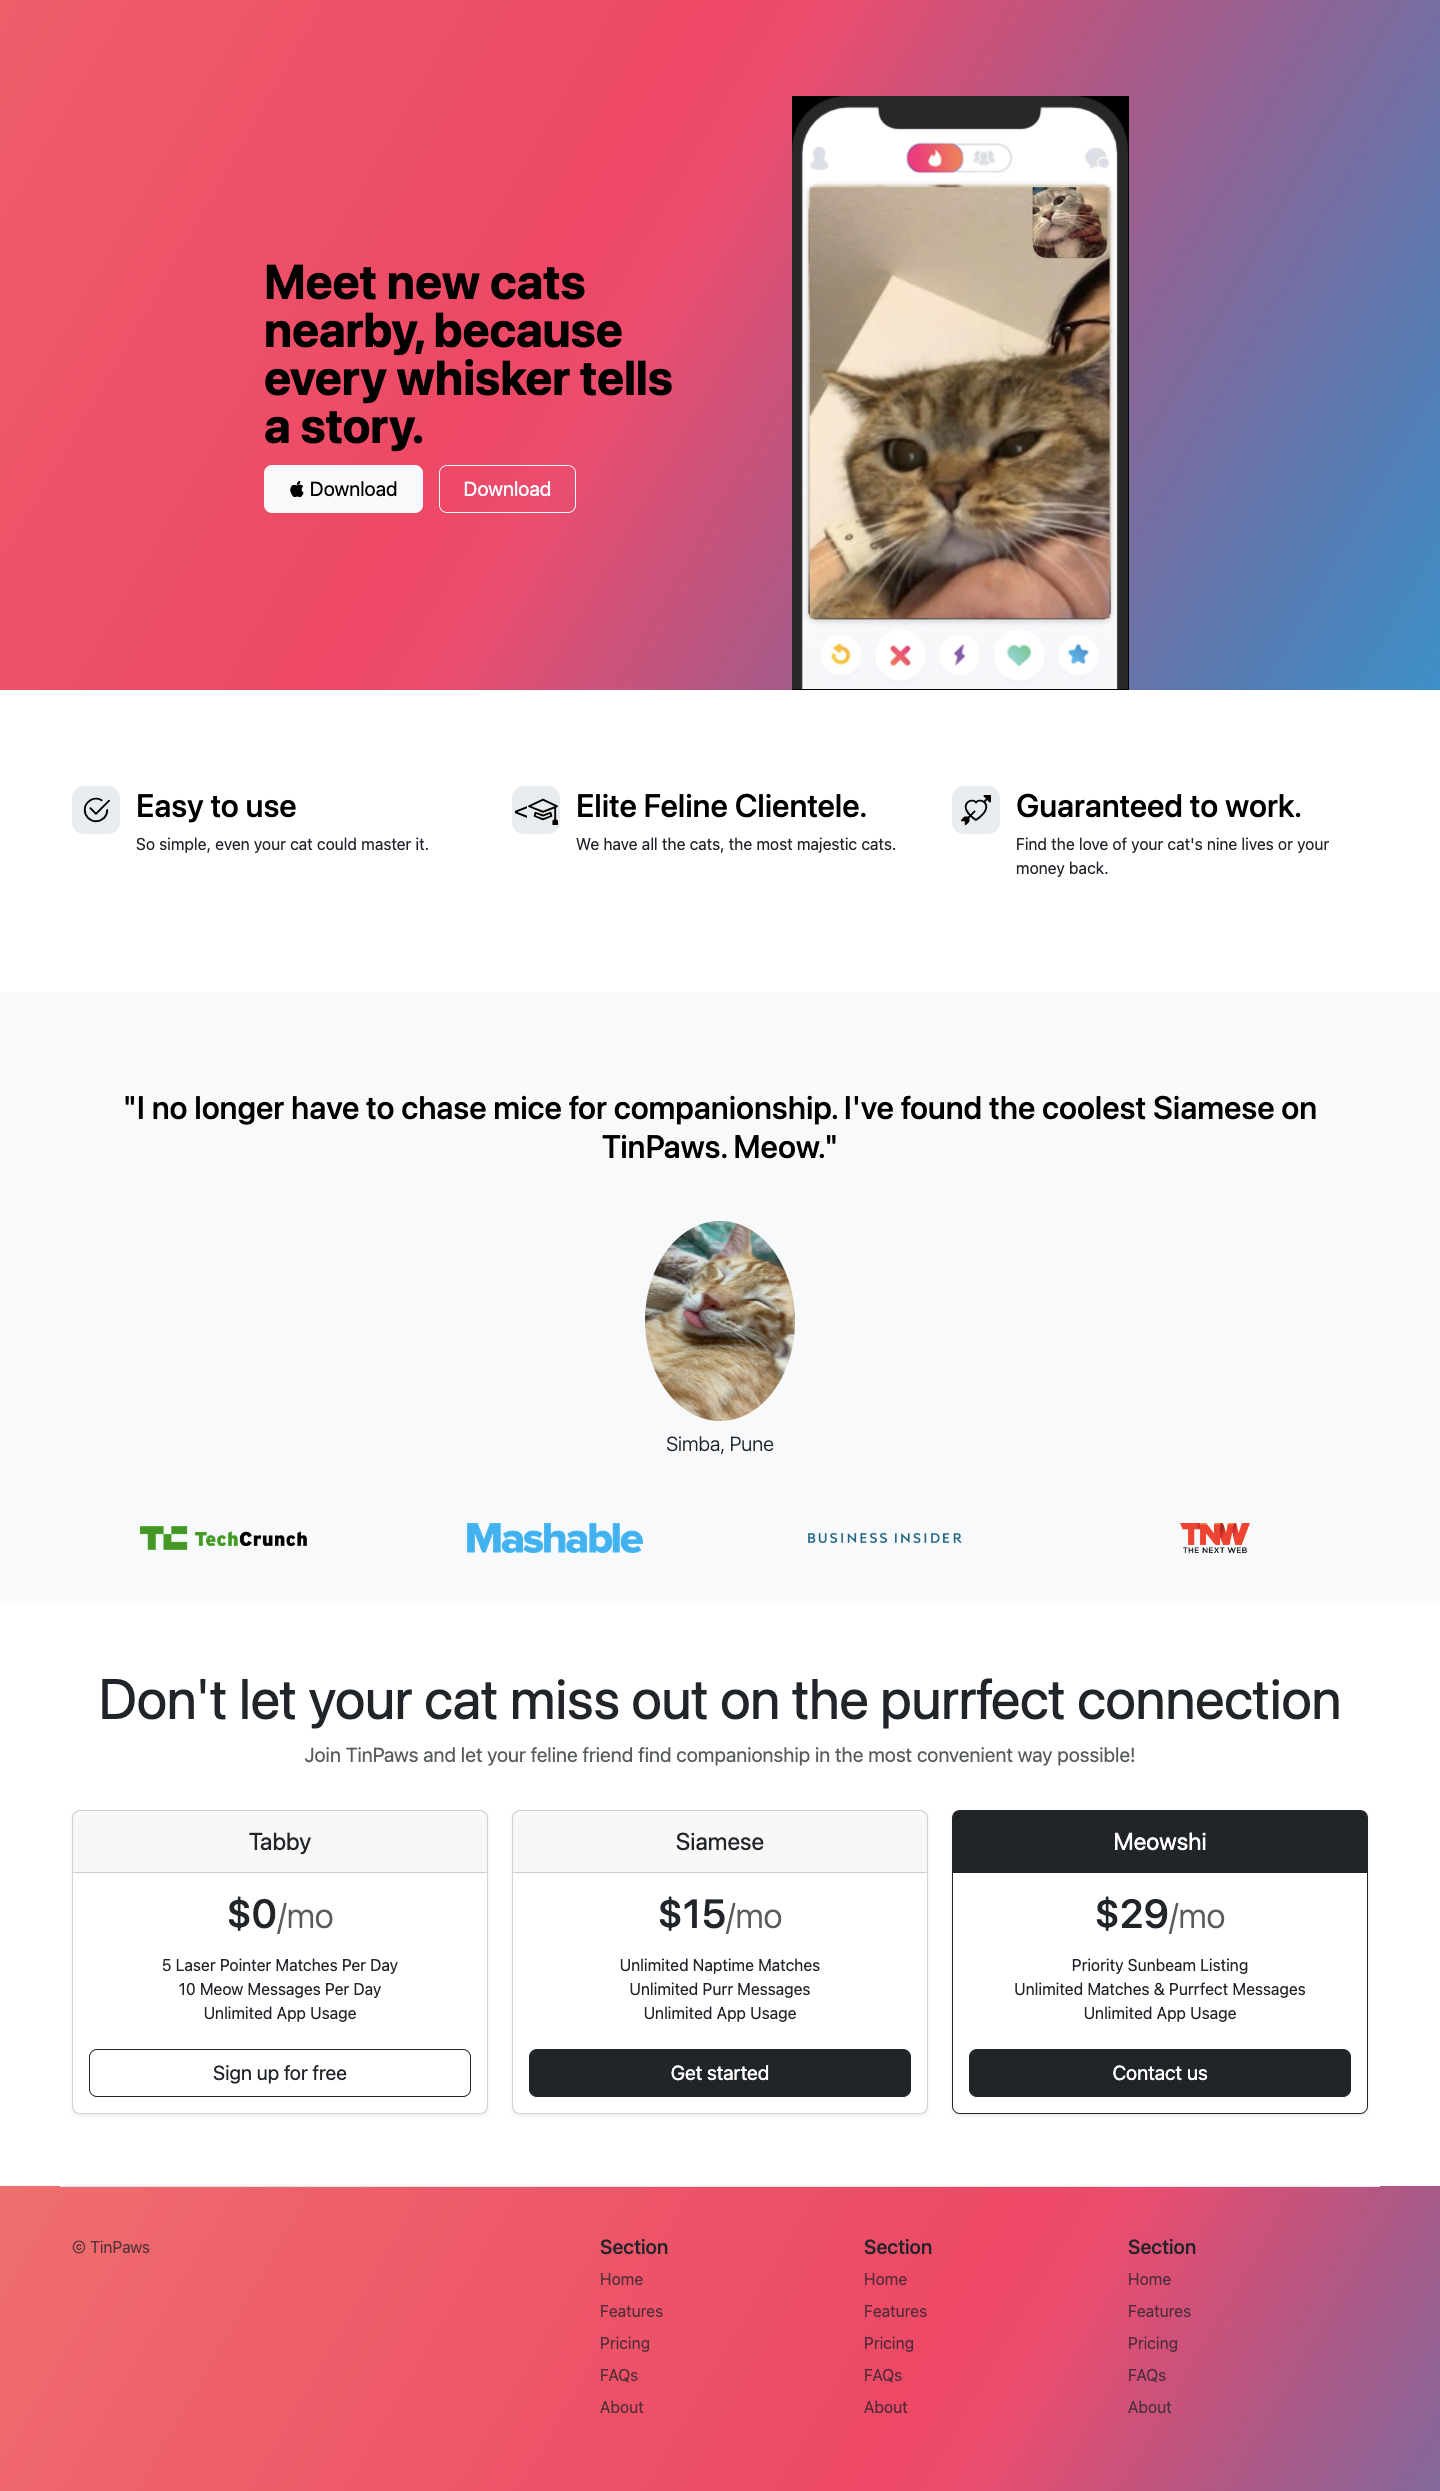 Meet new cats
nearby, because
every whisker tells
a story.
Download
Download
Easy to use
So simple, even your cat could master it.
<
Elite Feline Clientele.
We have all the cats, the most majestic cats.
Guaranteed to work.
Find the love of your cat's nine lives or your
money back.
"I no longer have to chase mice for companionship. I've found the coolest Siamese on
TinPaws. Meow."
Simba, Pune
TC TechCrunch
Mashable
BUSINESS INSIDER
TNW
THE NEXT WEB
Don't let your cat miss out on the purrfect connection
Join TinPaws and let your feline friend find companionship in the most convenient way possible!
Tabby
$0/mo
5 Laser Pointer Matches Per Day
10 Meow Messages Per Day
Unlimited App Usage
Sign up for free
Siamese
$15/mo
Unlimited Naptime Matches
Unlimited Purr Messages
Unlimited App Usage
Get started
Meowshi
$29/mo
Priority Sunbeam Listing
Unlimited Matches & Purrfect Messages
Unlimited App Usage
Contact us
© TinPaws
Section
Home
Features
Pricing
FAQs
About
Section
Home
Features
Pricing
FAQs
About
Section
Home
Features
Pricing
FAQs
About